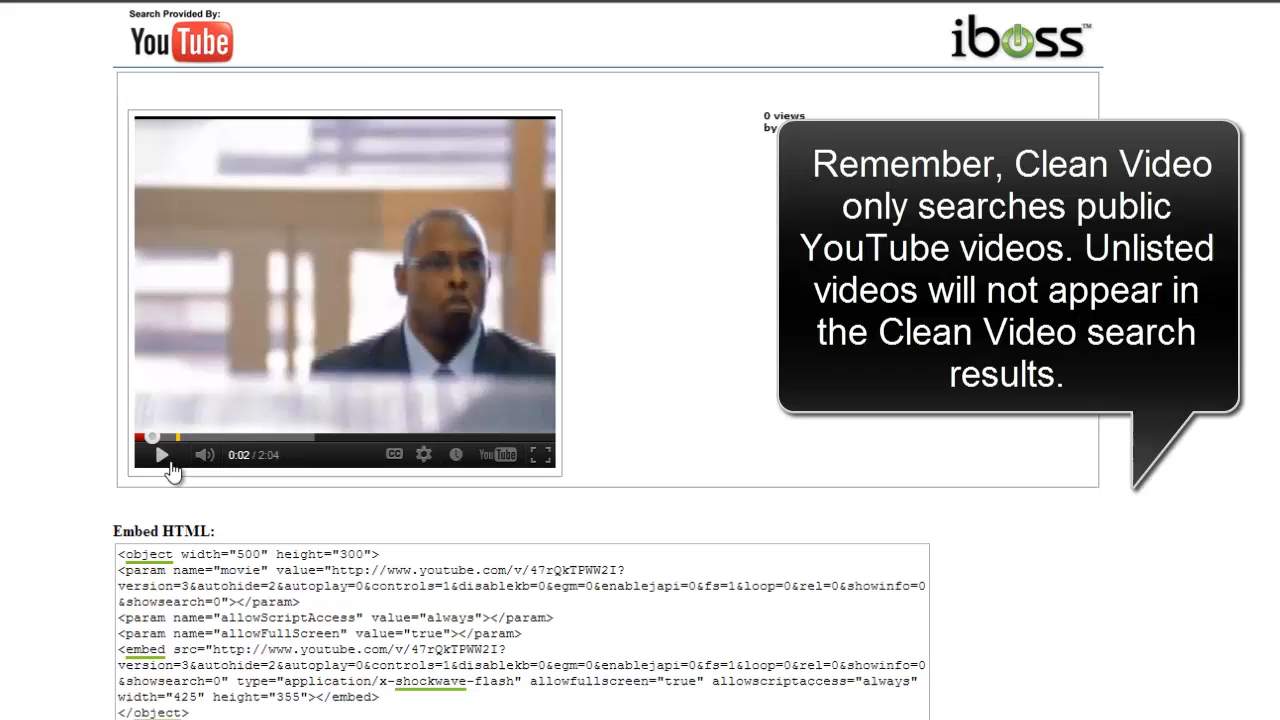 Search Provided By:
YouTube
iboss™
0 views
by
Remember, Clean Video
only searches public
YouTube videos. Unlisted
videos will not appear in
the Clean Video search
results.
0:02 / 2:04
CC
YouTube
Embed HTML:
<object width="500" height="300">
<param name="movie" value="http://www.youtube.com/v/47rQkTPWW2I?
version=3&autohide=2&autoplay=0&controls=1&disablekb=0&egm=0&enablejapi=0&fs=1&loop=0&rel=0&showinfo=0
&showsearch=0"></param>
<param name="allowScriptAccess" value="always"></param>
<param name="allowFullScreen" value="true"></param>
<embed src="http://www.youtube.com/v/47rQkTPWW2I?
version=3&autohide=2&autoplay=0&controls=1&disablekb=0&egm=0&enablejapi=0&fs=1&loop=0&rel=0&showinfo=0
&showsearch=0" type="application/x-shockwave-flash" allowfullscreen="true" allowscriptaccess="always"
width="425" height="355"></embed>
</object>